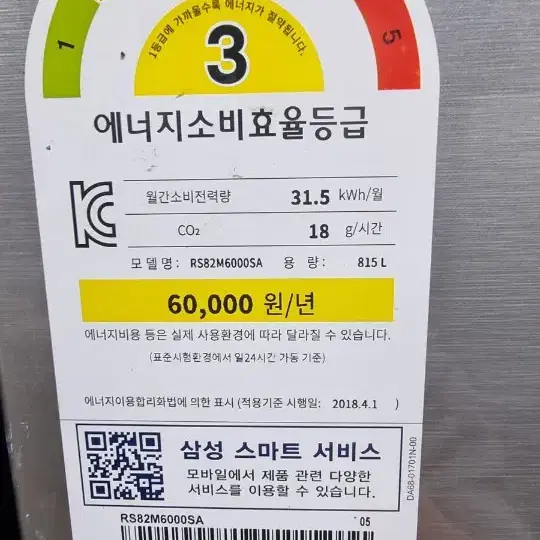 1등급에 가까울수록 에너지가 절약됩니다.
1
3
5
에너지소비효율등급
월간소비전력량 31.5 kWh/월
CO₂ 18 g/시간
모델명: RS82M6000SA 용량: 815 L
60,000 원/년
에너지비용 등은 실제 사용환경에 따라 달라질 수 있습니다.
(표준시험환경에서 일24시간 가동 기준)
에너지이용합리화법에 의한 표시 (적용기준 시행일: 2018.4.1 )
삼성 스마트 서비스
모바일에서 제품 관련 다양한
서비스를 이용할 수 있습니다.
DA68-01701N-00
RS82M6000SA 05